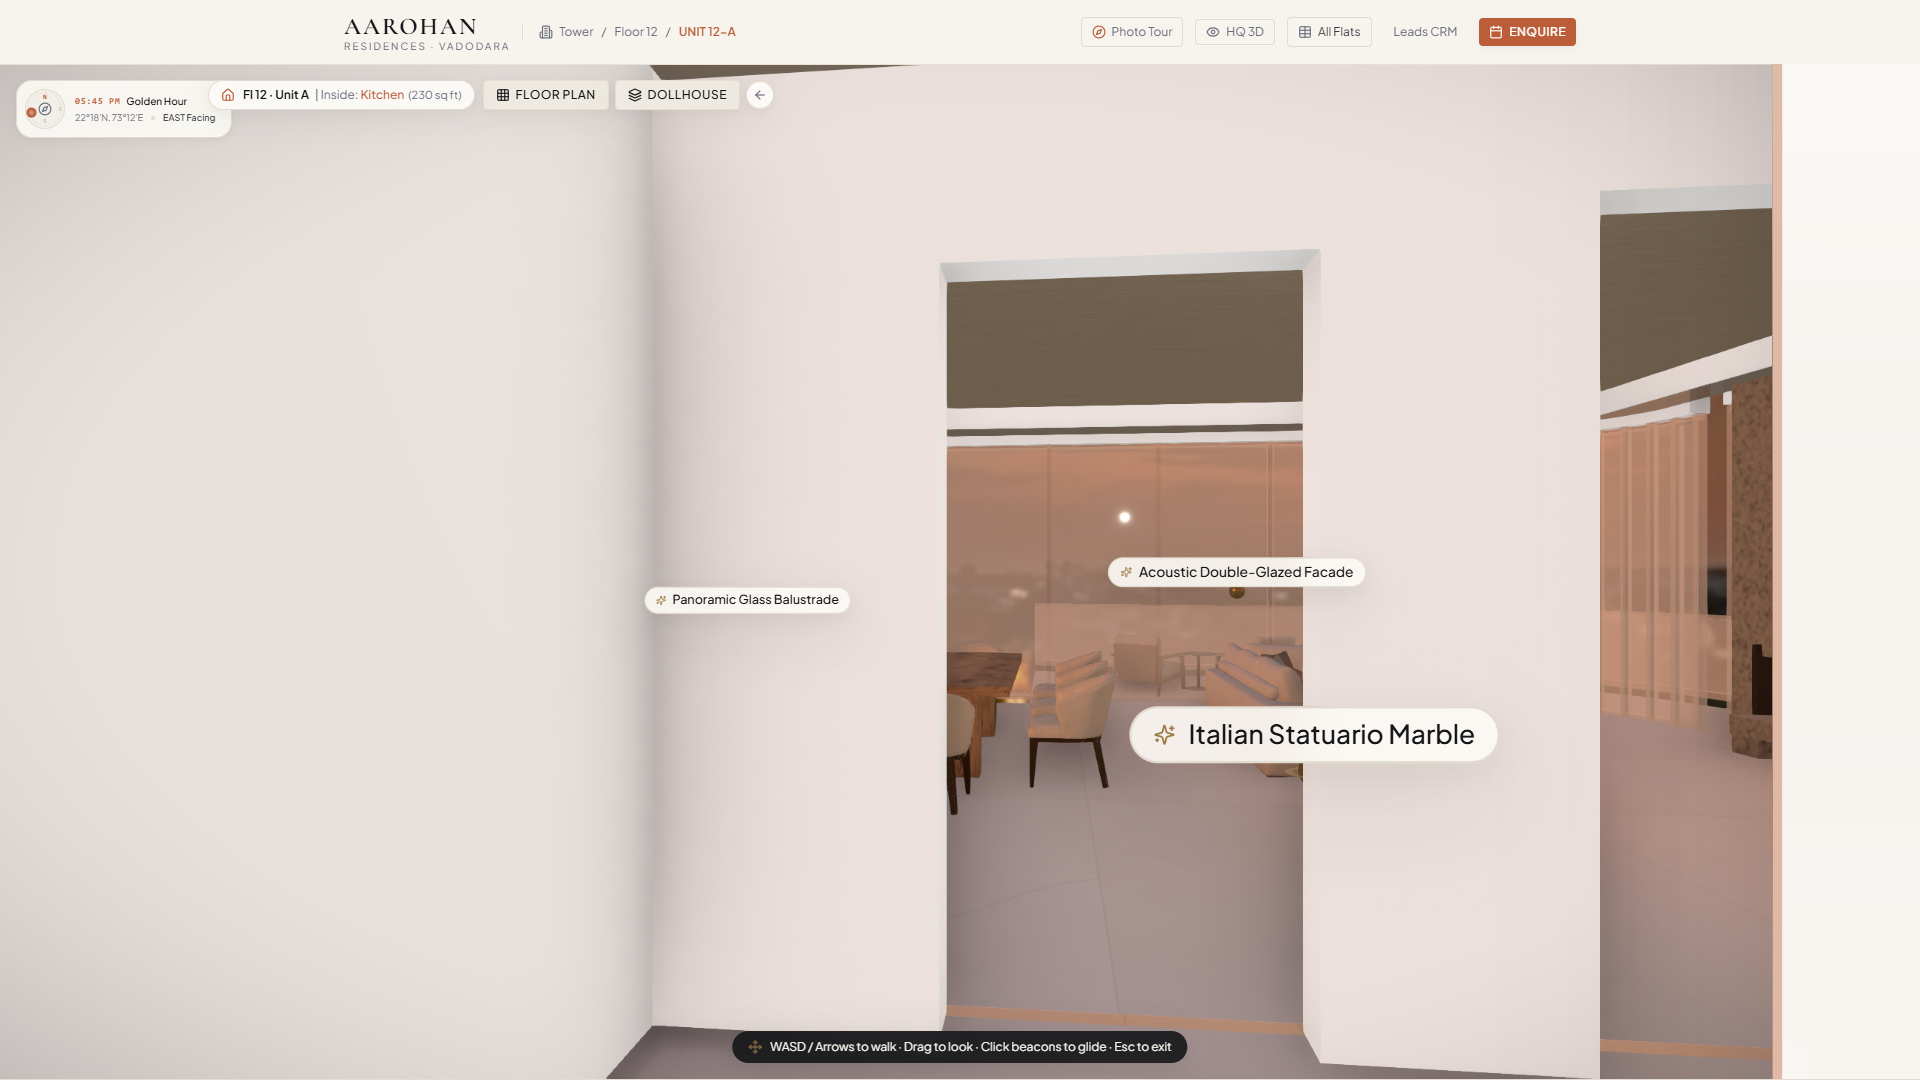 AAROHAN
RESIDENCES · VADODARA
Tower / Floor 12 / UNIT 12-A
Photo Tour
HQ 3D
All Flats
Leads CRM
ENQUIRE
N
S
05:45 PM Golden Hour
22°18'N, 73°12'E EAST Facing
Fl 12 · Unit A | Inside: Kitchen (230 sq ft)
FLOOR PLAN
DOLLHOUSE
Acoustic Double-Glazed Facade
Panoramic Glass Balustrade
Italian Statuario Marble
WASD / Arrows to walk · Drag to look · Click beacons to glide · Esc to exit